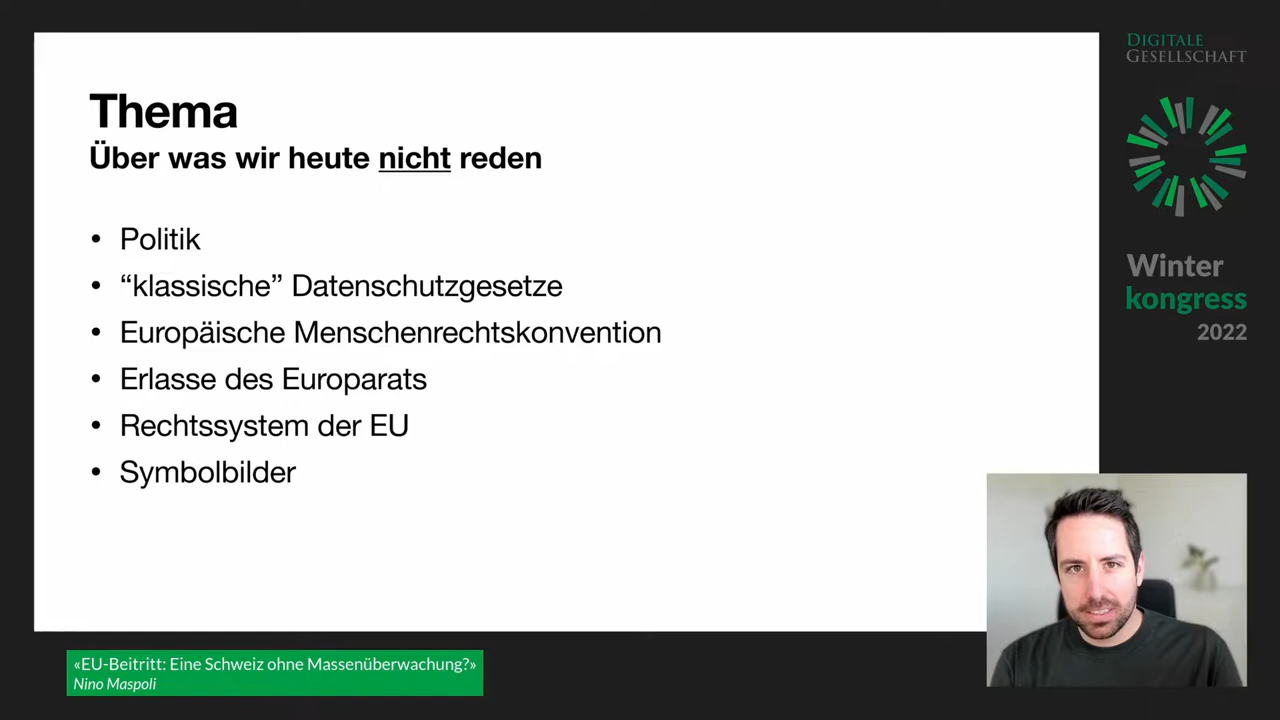 Thema
Über was wir heute nicht reden
• Politik
• “klassische” Datenschutzgesetze
• Europäische Menschenrechtskonvention
• Erlasse des Europarats
• Rechtssystem der EU
• Symbolbilder
DIGITALE
GESELLSCHAFT
Winter
kongress
2022
«EU-Beitritt: Eine Schweiz ohne Massenüberwachung?»
Nino Maspoli